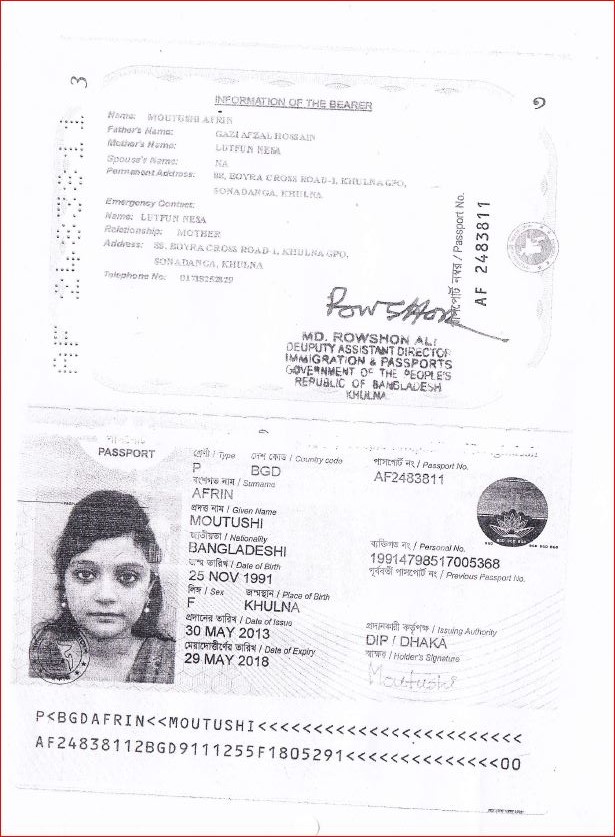 3
9
INFORMATION OF THE BEARER
Name: MOUTUSHI AFRIN
Father's Name: GAZI AFZAL HOSSAIN
Mother's Name: LUTFUN NESA
Spouse's Name: NA
Permanent Address: 88, BOYRA CROSS ROAD-1, KHULNA GPO,
SONADANGA, KHULNA
Emergency Contact:
Name: LUTFUN NESA
Relationship: MOTHER
Address: 88, BOYRA CROSS ROAD-1, KHULNA GPO,
SONADANGA, KHULNA
Telephone No:
পাসপোর্ট নম্বর / Passport No.
AF 2483811
Rowshon
MD. ROWSHON ALI
DEUPUTY ASSISTANT DIRECTOR
IMMIGRATION & PASSPORTS
GOVERNMENT OF THE PEOPLE'S
REPUBLIC OF BANGLADESH
KHULNA
পাসপোর্ট
PASSPORT
শ্রেণী / Type দেশ কোড / Country code পাসপোর্ট নং / Passport No.
P BGD AF2483811
বংশগত নাম / Surname
AFRIN
প্রদত্ত নাম / Given Name
MOUTUSHI
জাতীয়তা / Nationality ব্যক্তিগত নং / Personal No.
BANGLADESHI 19914798517005368
জন্ম তারিখ / Date of Birth পূর্ববর্তী পাসপোর্ট নং / Previous Passport No.
25 NOV 1991
লিঙ্গ / Sex জন্মস্থান / Place of Birth
F KHULNA
প্রদানের তারিখ / Date of Issue প্রদানকারী কর্তৃপক্ষ / Issuing Authority
30 MAY 2013 DIP / DHAKA
মেয়াদোত্তীর্ণের তারিখ / Date of Expiry স্বাক্ষর / Holder's Signature
29 MAY 2018 Moutushi
P<BGDAFRIN<<MOUTUSHI<<<<<<<<<<<<<<<<<<<<<<<<
AF24838112BGD9111255F1805291<<<<<<<<<<<<<<00